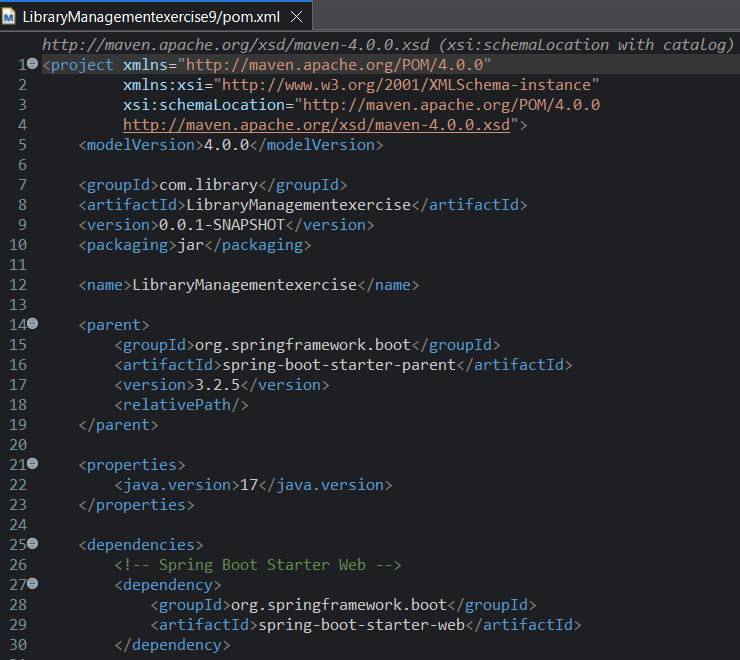 LibraryManagementexercise9/pom.xml
http://maven.apache.org/xsd/maven-4.0.0.xsd (xsi:schemaLocation with catalog)
1 <project xmlns="http://maven.apache.org/POM/4.0.0"
2 xmlns:xsi="http://www.w3.org/2001/XMLSchema-instance"
3 xsi:schemaLocation="http://maven.apache.org/POM/4.0.0
4 http://maven.apache.org/xsd/maven-4.0.0.xsd">
5 <modelVersion>4.0.0</modelVersion>
6
7 <groupId>com.library</groupId>
8 <artifactId>LibraryManagementexercise</artifactId>
9 <version>0.0.1-SNAPSHOT</version>
10 <packaging>jar</packaging>
11
12 <name>LibraryManagementexercise</name>
13
14 <parent>
15 <groupId>org.springframework.boot</groupId>
16 <artifactId>spring-boot-starter-parent</artifactId>
17 <version>3.2.5</version>
18 <relativePath/>
19 </parent>
20
21 <properties>
22 <java.version>17</java.version>
23 </properties>
24
25 <dependencies>
26 <!-- Spring Boot Starter Web -->
27 <dependency>
28 <groupId>org.springframework.boot</groupId>
29 <artifactId>spring-boot-starter-web</artifactId>
30 </dependency>